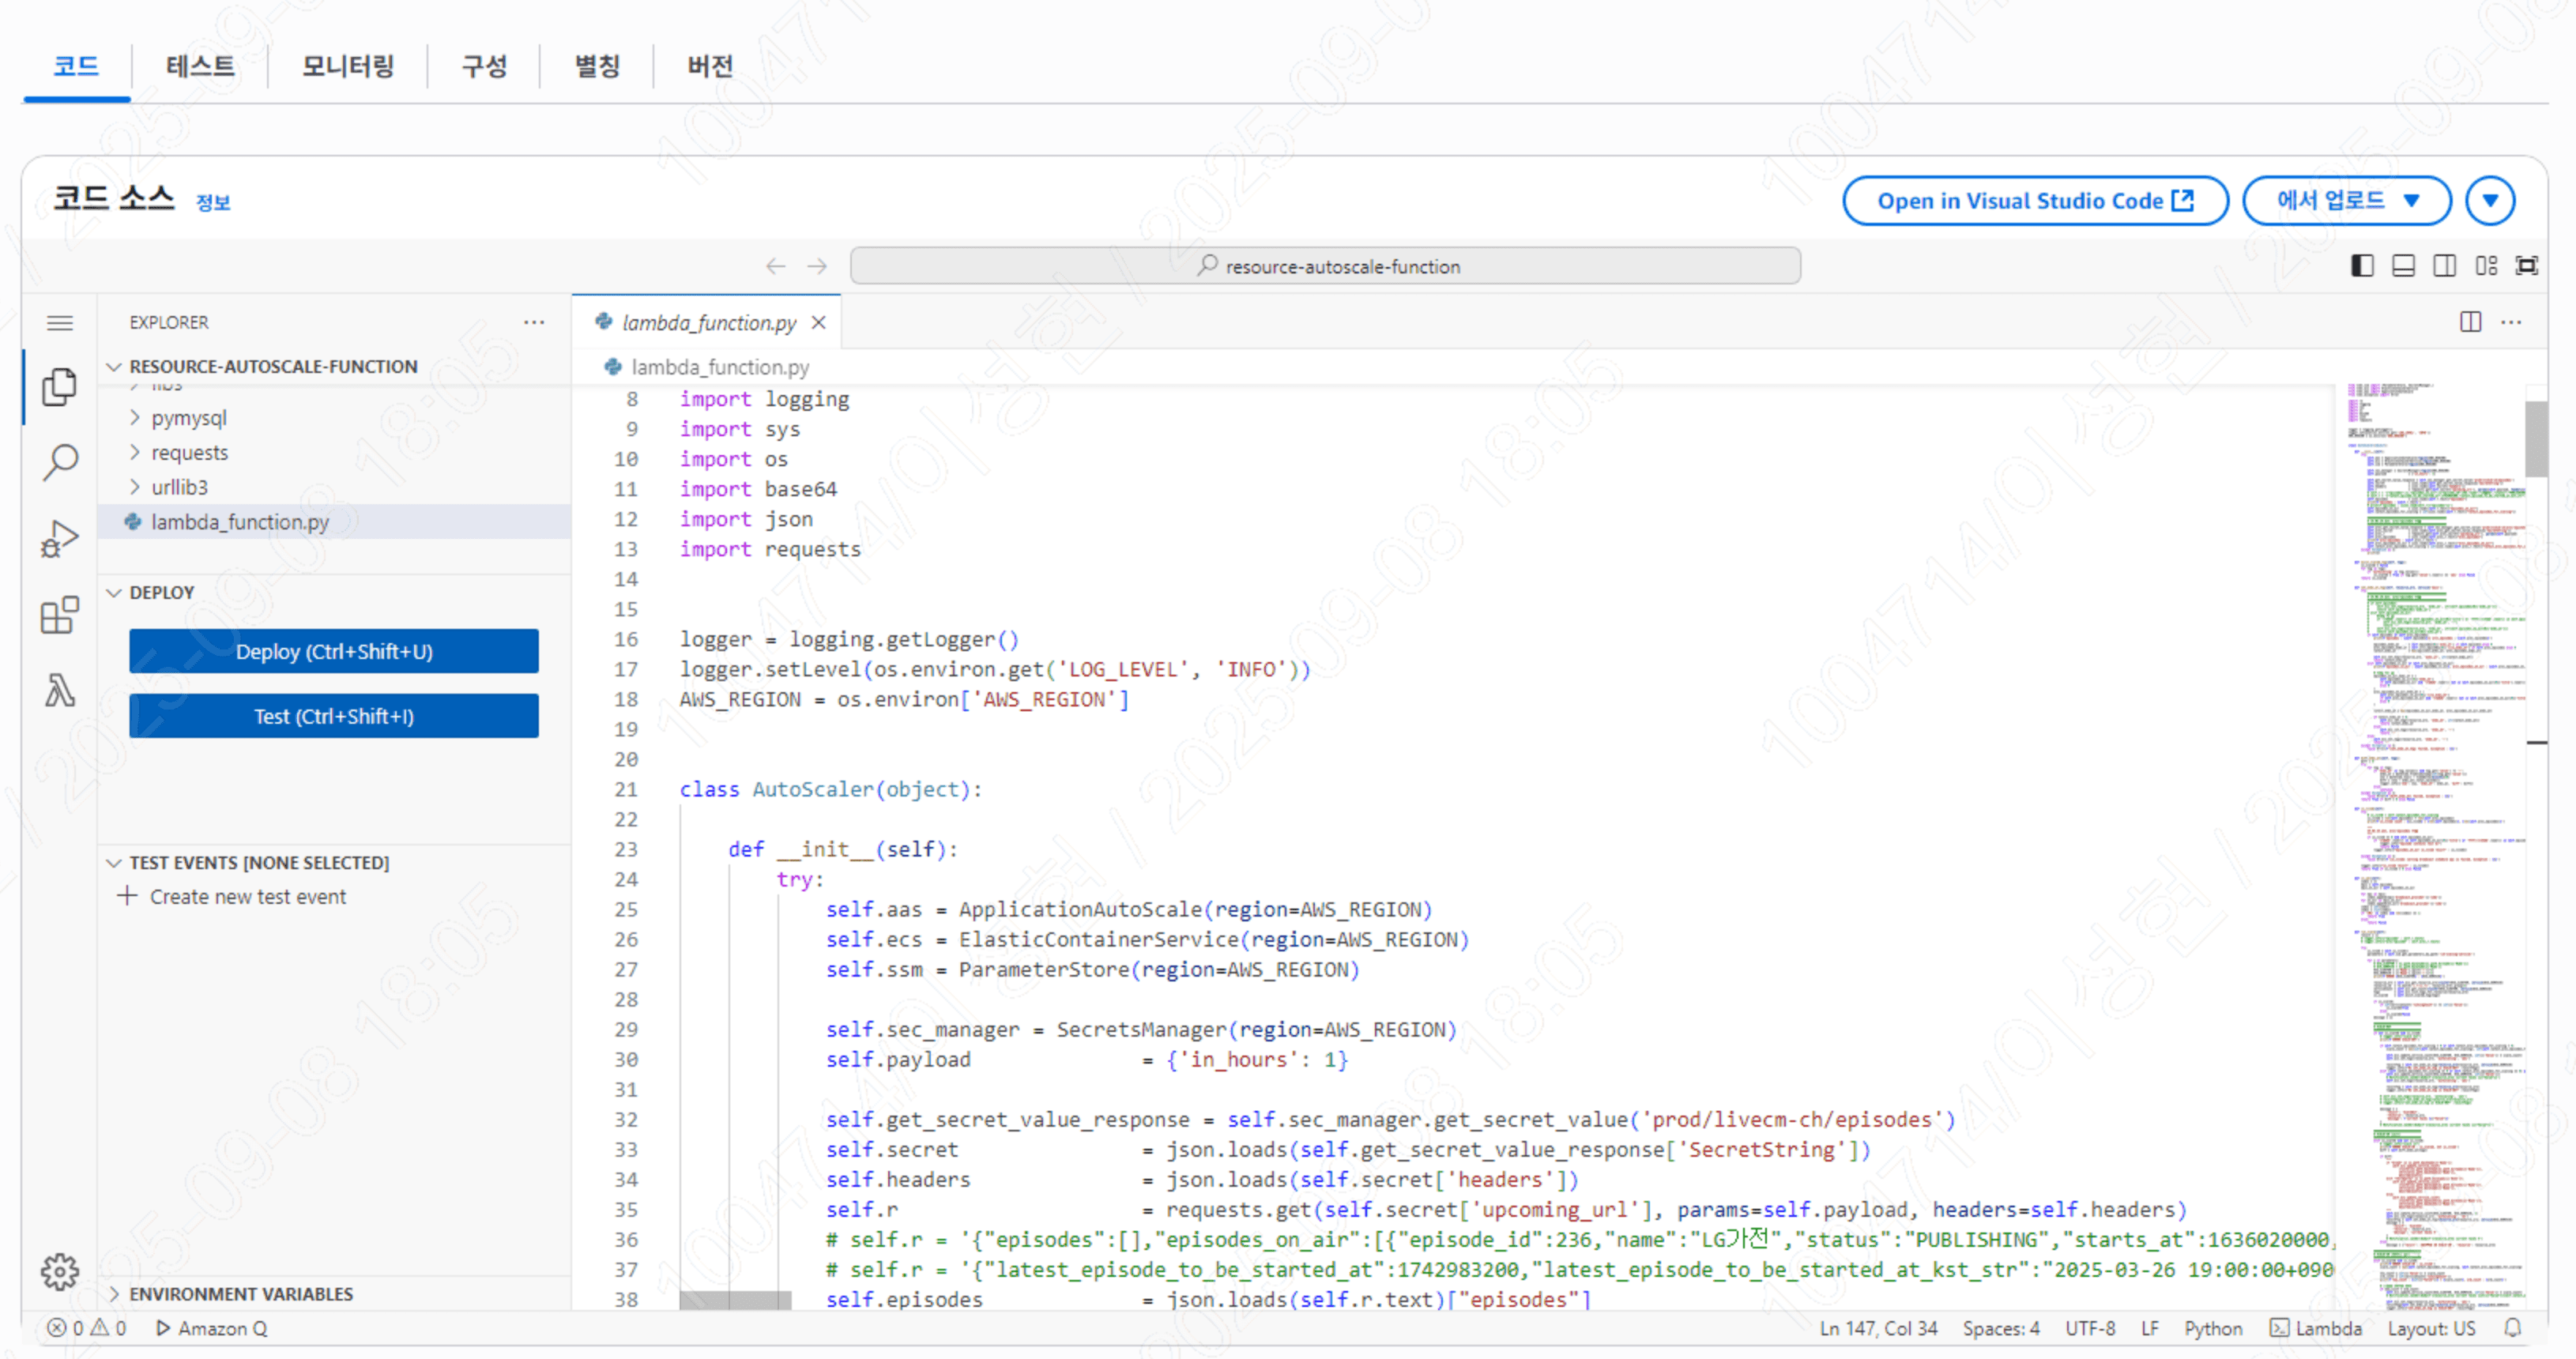 코드 테스트 모니터링 구성 별칭 버전
코드 소스 정보
Open in Visual Studio Code 에서 업로드
resource-autoscale-function
EXPLORER
RESOURCE-AUTOSCALE-FUNCTION
libs
pymysql
requests
urllib3
lambda_function.py
DEPLOY
Deploy (Ctrl+Shift+U)
Test (Ctrl+Shift+I)
TEST EVENTS [NONE SELECTED]
Create new test event
ENVIRONMENT VARIABLES
lambda_function.py
lambda_function.py
8 import logging
9 import sys
10 import os
11 import base64
12 import json
13 import requests
14
15
16 logger = logging.getLogger()
17 logger.setLevel(os.environ.get('LOG_LEVEL', 'INFO'))
18 AWS_REGION = os.environ['AWS_REGION']
19
20
21 class AutoScaler(object):
22
23 def __init__(self):
24 try:
25 self.aas = ApplicationAutoScale(region=AWS_REGION)
26 self.ecs = ElasticContainerService(region=AWS_REGION)
27 self.ssm = ParameterStore(region=AWS_REGION)
28
29 self.sec_manager = SecretsManager(region=AWS_REGION)
30 self.payload = {'in_hours': 1}
31
32 self.get_secret_value_response = self.sec_manager.get_secret_value('prod/livecm-ch/episodes')
33 self.secret = json.loads(self.get_secret_value_response['SecretString'])
34 self.headers = json.loads(self.secret['headers'])
35 self.r = requests.get(self.secret['upcoming_url'], params=self.payload, headers=self.headers)
36 # self.r = '{"episodes":[],"episodes_on_air":[{"episode_id":236,"name":"LG가전","status":"PUBLISHING","starts_at":1636020000,
37 # self.r = '{"latest_episode_to_be_started_at":1742983200,"latest_episode_to_be_started_at_kst_str":"2025-03-26 19:00:00+090
38 self.episodes = json.loads(self.r.text)["episodes"]
0 0 Amazon Q
Ln 147, Col 34 Spaces: 4 UTF-8 LF Python Lambda Layout: US